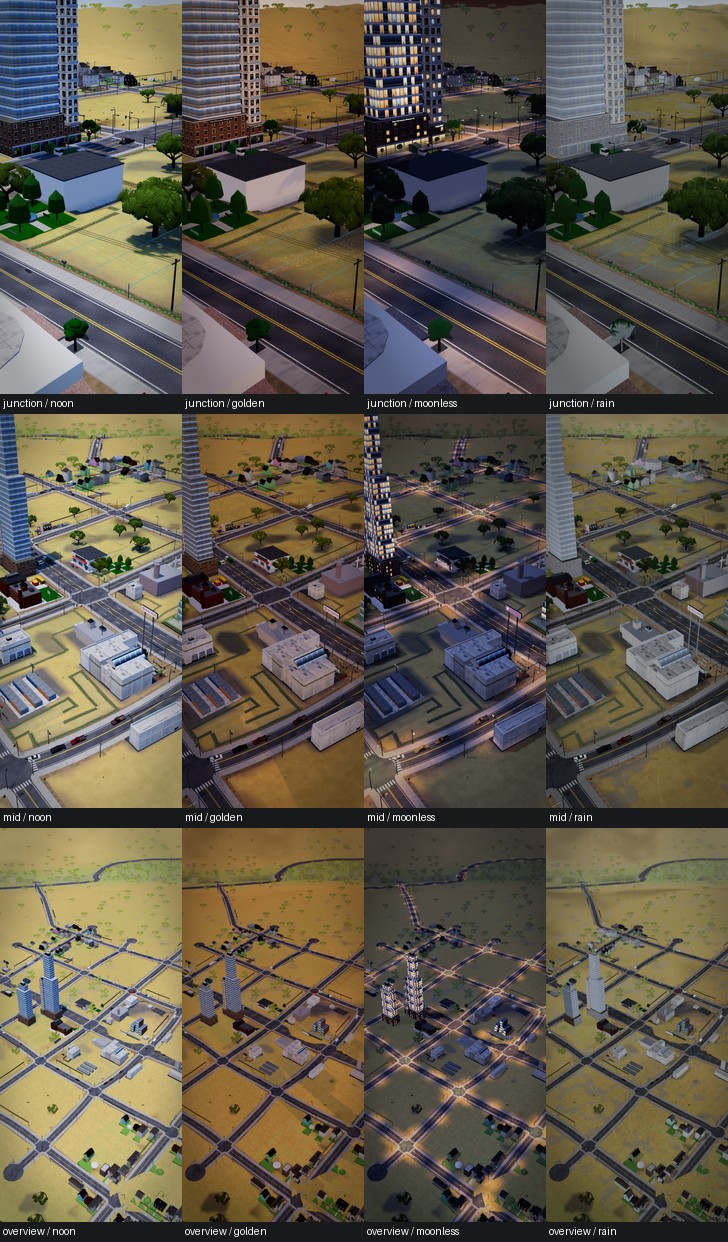 junction / noon
junction / golden
junction / moonless
junction / rain
mid / noon
mid / golden
mid / moonless
mid / rain
overview / noon
overview / golden
overview / moonless
overview / rain